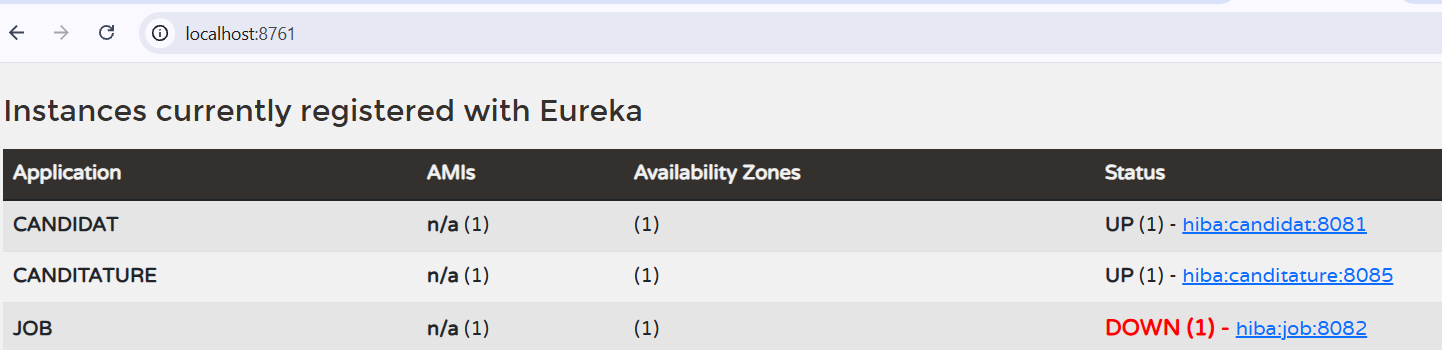 localhost:8761
Instances currently registered with Eureka
Application AMIs Availability Zones Status
CANDIDAT n/a (1) (1) UP (1) - hiba:candidat:8081
CANDITATURE n/a (1) (1) UP (1) - hiba:canditature:8085
JOB n/a (1) (1) DOWN (1) - hiba:job:8082